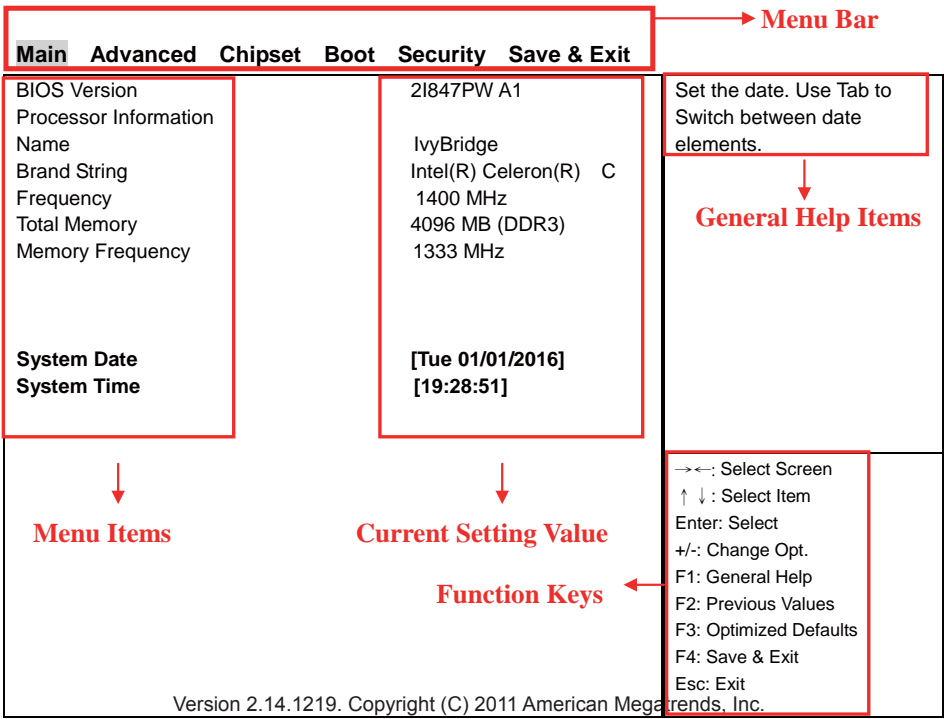 Menu Bar
Main Advanced Chipset Boot Security Save & Exit
BIOS Version 2I847PW A1
Processor Information
Name IvyBridge
Brand String Intel(R) Celeron(R) C
Frequency 1400 MHz
Total Memory 4096 MB (DDR3)
Memory Frequency 1333 MHz
System Date [Tue 01/01/2016]
System Time [19:28:51]
Set the date. Use Tab to
Switch between date
elements.
General Help Items
Menu Items
Current Setting Value
Function Keys
→←: Select Screen
↑ ↓: Select Item
Enter: Select
+/-: Change Opt.
F1: General Help
F2: Previous Values
F3: Optimized Defaults
F4: Save & Exit
Esc: Exit
Version 2.14.1219. Copyright (C) 2011 American Megatrends, Inc.